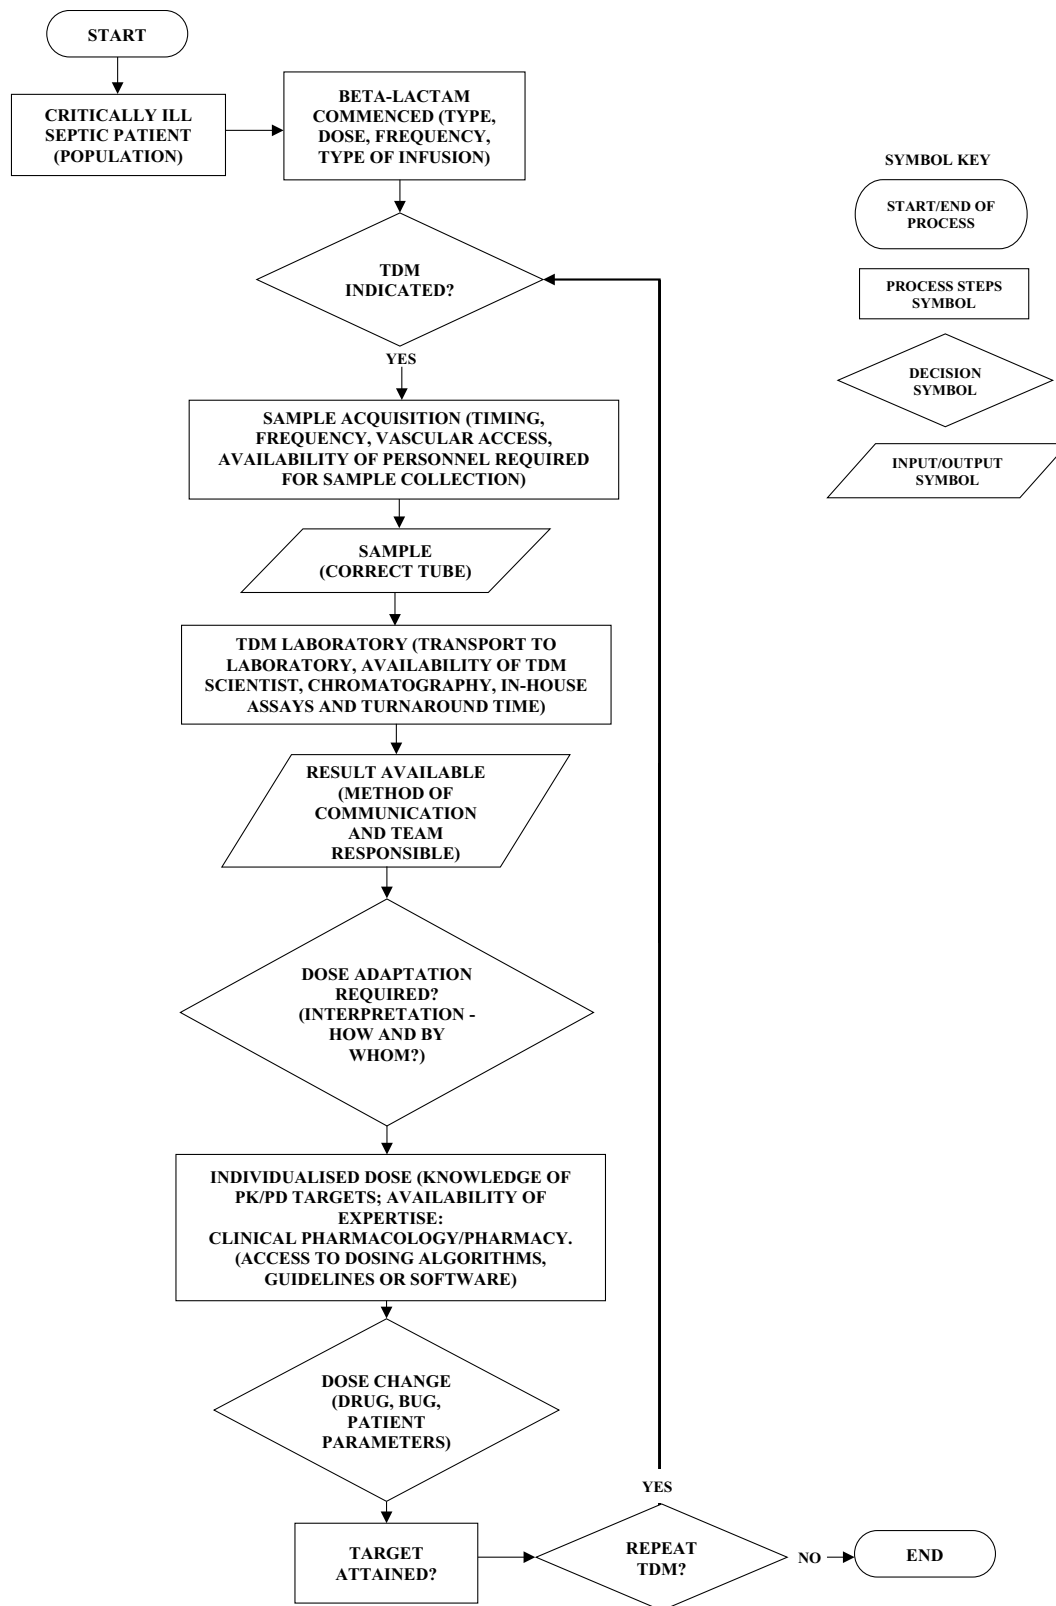 START
CRITICALLY ILL
SEPTIC PATIENT
(POPULATION)
BETA-LACTAM
COMMENCED (TYPE,
DOSE, FREQUENCY,
TYPE OF INFUSION)
TDM
INDICATED?
YES
SAMPLE ACQUISITION (TIMING,
FREQUENCY, VASCULAR ACCESS,
AVAILABILITY OF PERSONNEL REQUIRED
FOR SAMPLE COLLECTION)
SAMPLE
(CORRECT TUBE)
TDM LABORATORY (TRANSPORT TO
LABORATORY, AVAILABILITY OF TDM
SCIENTIST, CHROMATOGRAPHY, IN-HOUSE
ASSAYS AND TURNAROUND TIME)
RESULT AVAILABLE
(METHOD OF
COMMUNICATION
AND TEAM
RESPONSIBLE)
DOSE ADAPTATION
REQUIRED?
(INTERPRETATION -
HOW AND BY
WHOM?)
INDIVIDUALISED DOSE (KNOWLEDGE OF
PK/PD TARGETS; AVAILABILITY OF
EXPERTISE:
CLINICAL PHARMACOLOGY/PHARMACY.
(ACCESS TO DOSING ALGORITHMS,
GUIDELINES OR SOFTWARE)
DOSE CHANGE
(DRUG, BUG,
PATIENT
PARAMETERS)
TARGET
ATTAINED?
REPEAT
TDM?
YES
NO
END
SYMBOL KEY
START/END OF
PROCESS
PROCESS STEPS
SYMBOL
DECISION
SYMBOL
INPUT/OUTPUT
SYMBOL